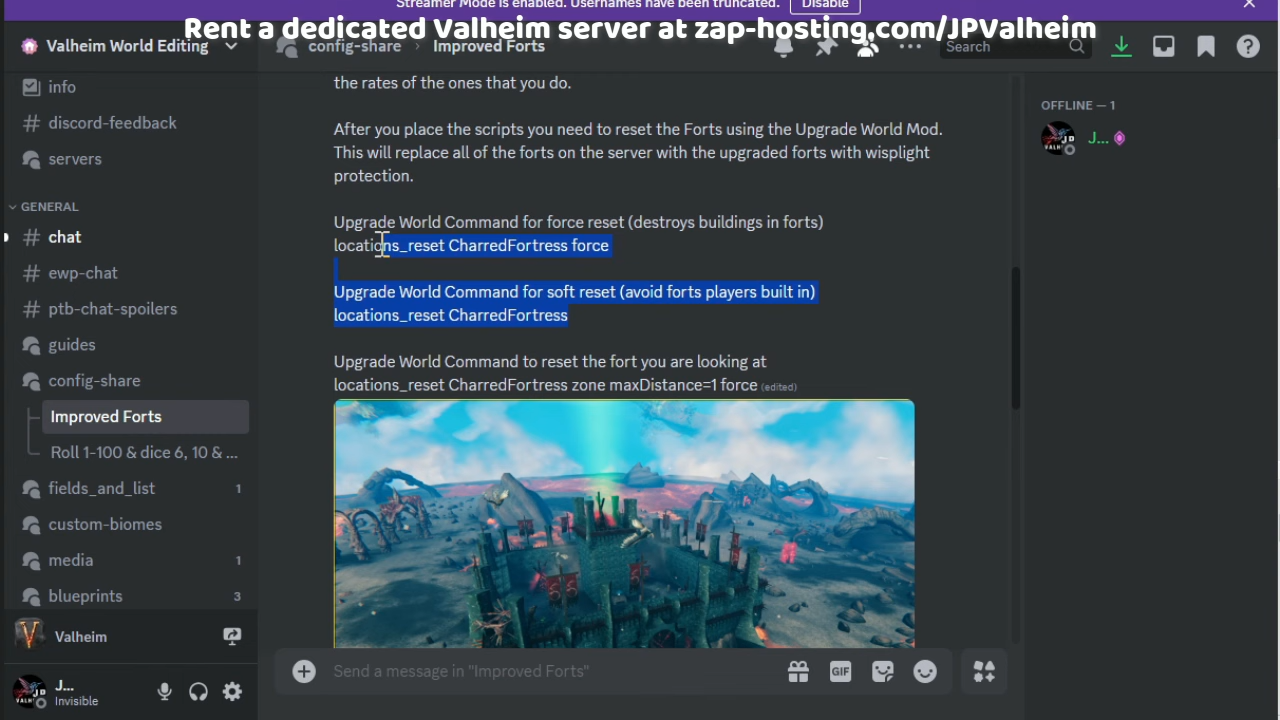 Streamer Mode is enabled. Usernames have been truncated.
Disable
Rent a dedicated Valheim server at zap-hosting.com/JPValheim
Valheim World Editing
config-share › Improved Forts
Search
info
discord-feedback
servers
GENERAL
chat
ewp-chat
ptb-chat-spoilers
guides
config-share
Improved Forts
Roll 1-100 & dice 6, 10 & ...
fields_and_list 1
custom-biomes
media 1
blueprints 3
Valheim
J...
Invisible
the rates of the ones that you do.
After you place the scripts you need to reset the Forts using the Upgrade World Mod.
This will replace all of the forts on the server with the upgraded forts with wisplight
protection.
Upgrade World Command for force reset (destroys buildings in forts)
locations_reset CharredFortress force
Upgrade World Command for soft reset (avoid forts players built in)
locations_reset CharredFortress
Upgrade World Command to reset the fort you are looking at
locations_reset CharredFortress zone maxDistance=1 force (edited)
Send a message in "Improved Forts"
GIF
OFFLINE — 1
J...